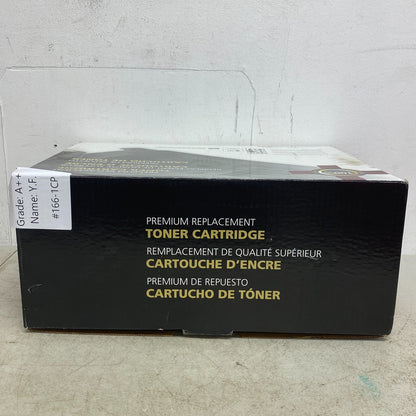 Grade: A++
Name: Y.F.
#166-1CP
PREMIUM REPLACEMENT
TONER CARTRIDGE
REMPLACEMENT DE QUALITÉ SUPÉRIEUR
CARTOUCHE D'ENCRE
PREMIUM DE REPUESTO
CARTUCHO DE TÓNER